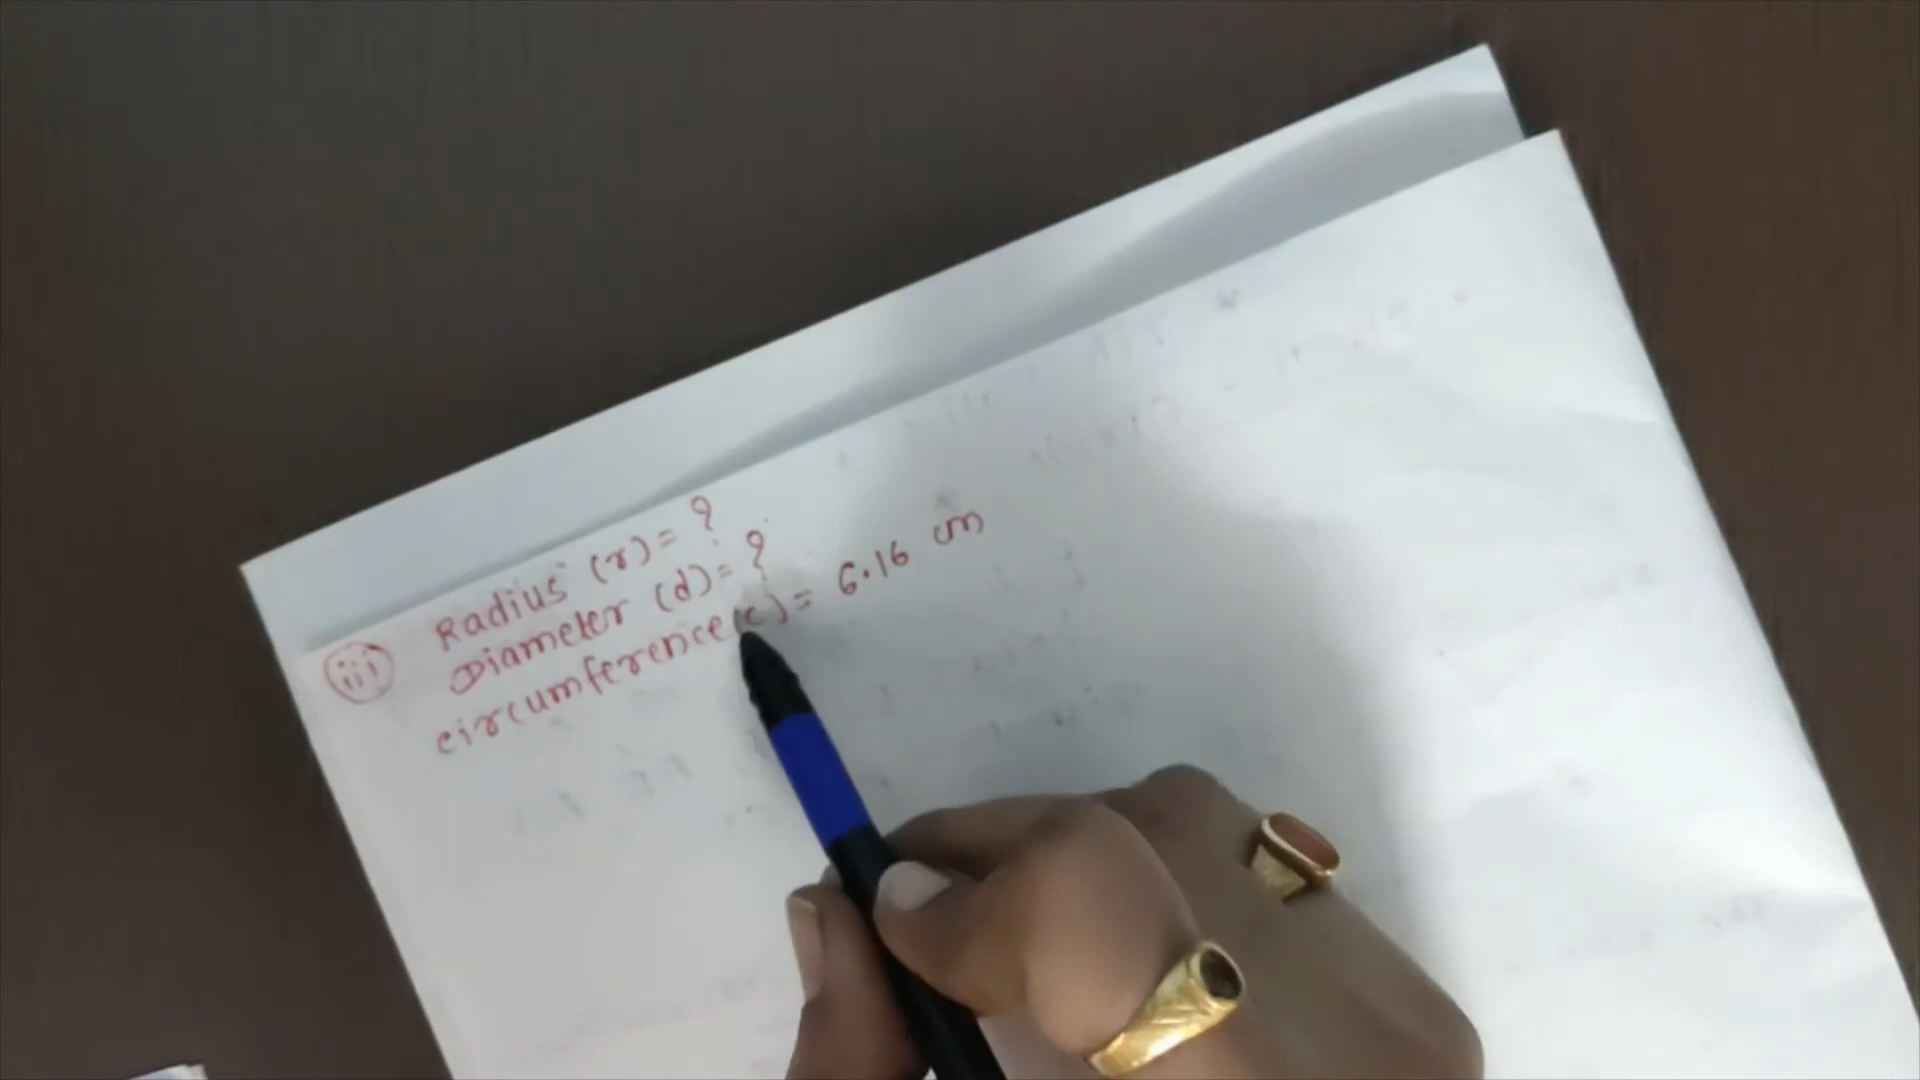 iii Radius (r) = ?
Diameter (d) = ?
circumference (c) = 6.16 cm